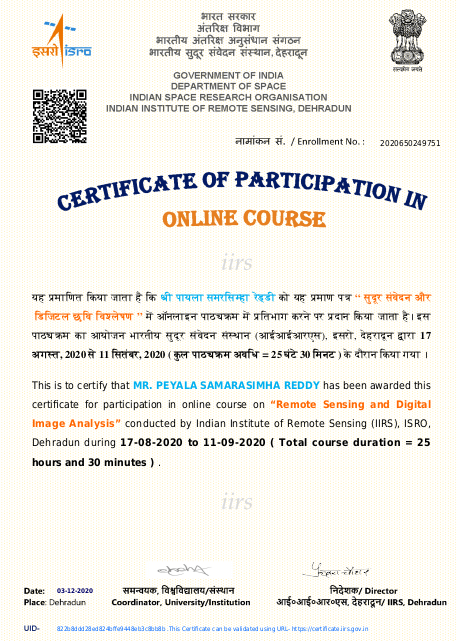 भारत सरकार
अंतरिक्ष विभाग
भारतीय अंतरिक्ष अनुसंधान संगठन
भारतीय सुदूर संवेदन संस्थान, देहरादून
इसरो isro
सत्यमेव जयते
GOVERNMENT OF INDIA
DEPARTMENT OF SPACE
INDIAN SPACE RESEARCH ORGANISATION
INDIAN INSTITUTE OF REMOTE SENSING, DEHRADUN
नामांकन सं. / Enrollment No. : 2020650249751
CERTIFICATE OF PARTICIPATION IN
ONLINE COURSE
iirs
यह प्रमाणित किया जाता है कि श्री पायला समरसिम्हा रेड्डी को यह प्रमाण पत्र “ सुदूर संवेदन और
डिजिटल छवि विश्लेषण ” में ऑनलाइन पाठ्यक्रम में प्रतिभाग करने पर प्रदान किया जाता है। इस
पाठ्यक्रम का आयोजन भारतीय सुदूर संवेदन संस्थान (आईआईआरएस), इसरो, देहरादून द्वारा 17
अगस्त, 2020 से 11 सितंबर, 2020 ( कुल पाठ्यक्रम अवधि = 25 घंटे 30 मिनट ) के दौरान किया गया ।
This is to certify that MR. PEYALA SAMARASIMHA REDDY has been awarded this
certificate for participation in online course on “Remote Sensing and Digital
Image Analysis” conducted by Indian Institute of Remote Sensing (IIRS), ISRO,
Dehradun during 17-08-2020 to 11-09-2020 ( Total course duration = 25
hours and 30 minutes ) .
iirs
Date: 03-12-2020
Place: Dehradun
समन्वयक, विश्वविद्यालय/संस्थान
Coordinator, University/Institution
निदेशक/ Director
आई०आई०आर०एस, देहरादून/ IIRS, Dehradun
UID- 822b8ddd28ed824bffe9448eb3c8bb8b .This Certificate can be validated using URL- https://certificate.iirs.gov.in